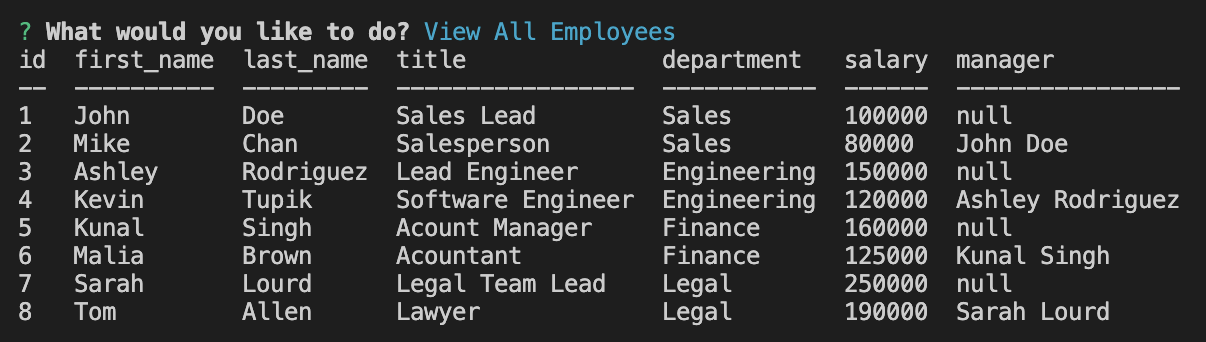 ? What would you like to do? View All Employees
id  first_name  last_name  title              department   salary  manager
--  ----------  ---------  -----------------  -----------  ------  ----------------
1   John        Doe        Sales Lead         Sales        100000  null
2   Mike        Chan       Salesperson        Sales        80000   John Doe
3   Ashley      Rodriguez  Lead Engineer      Engineering  150000  null
4   Kevin       Tupik      Software Engineer  Engineering  120000  Ashley Rodriguez
5   Kunal       Singh      Acount Manager     Finance      160000  null
6   Malia       Brown      Acountant          Finance      125000  Kunal Singh
7   Sarah       Lourd      Legal Team Lead    Legal        250000  null
8   Tom         Allen      Lawyer             Legal        190000  Sarah Lourd